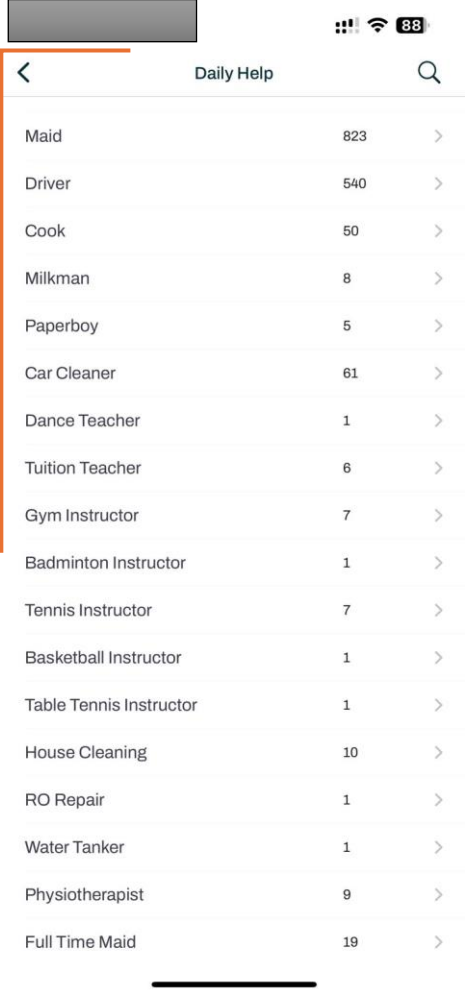 88
Daily Help
Maid 823
Driver 540
Cook 50
Milkman 8
Paperboy 5
Car Cleaner 61
Dance Teacher 1
Tuition Teacher 6
Gym Instructor 7
Badminton Instructor 1
Tennis Instructor 7
Basketball Instructor 1
Table Tennis Instructor 1
House Cleaning 10
RO Repair 1
Water Tanker 1
Physiotherapist 9
Full Time Maid 19